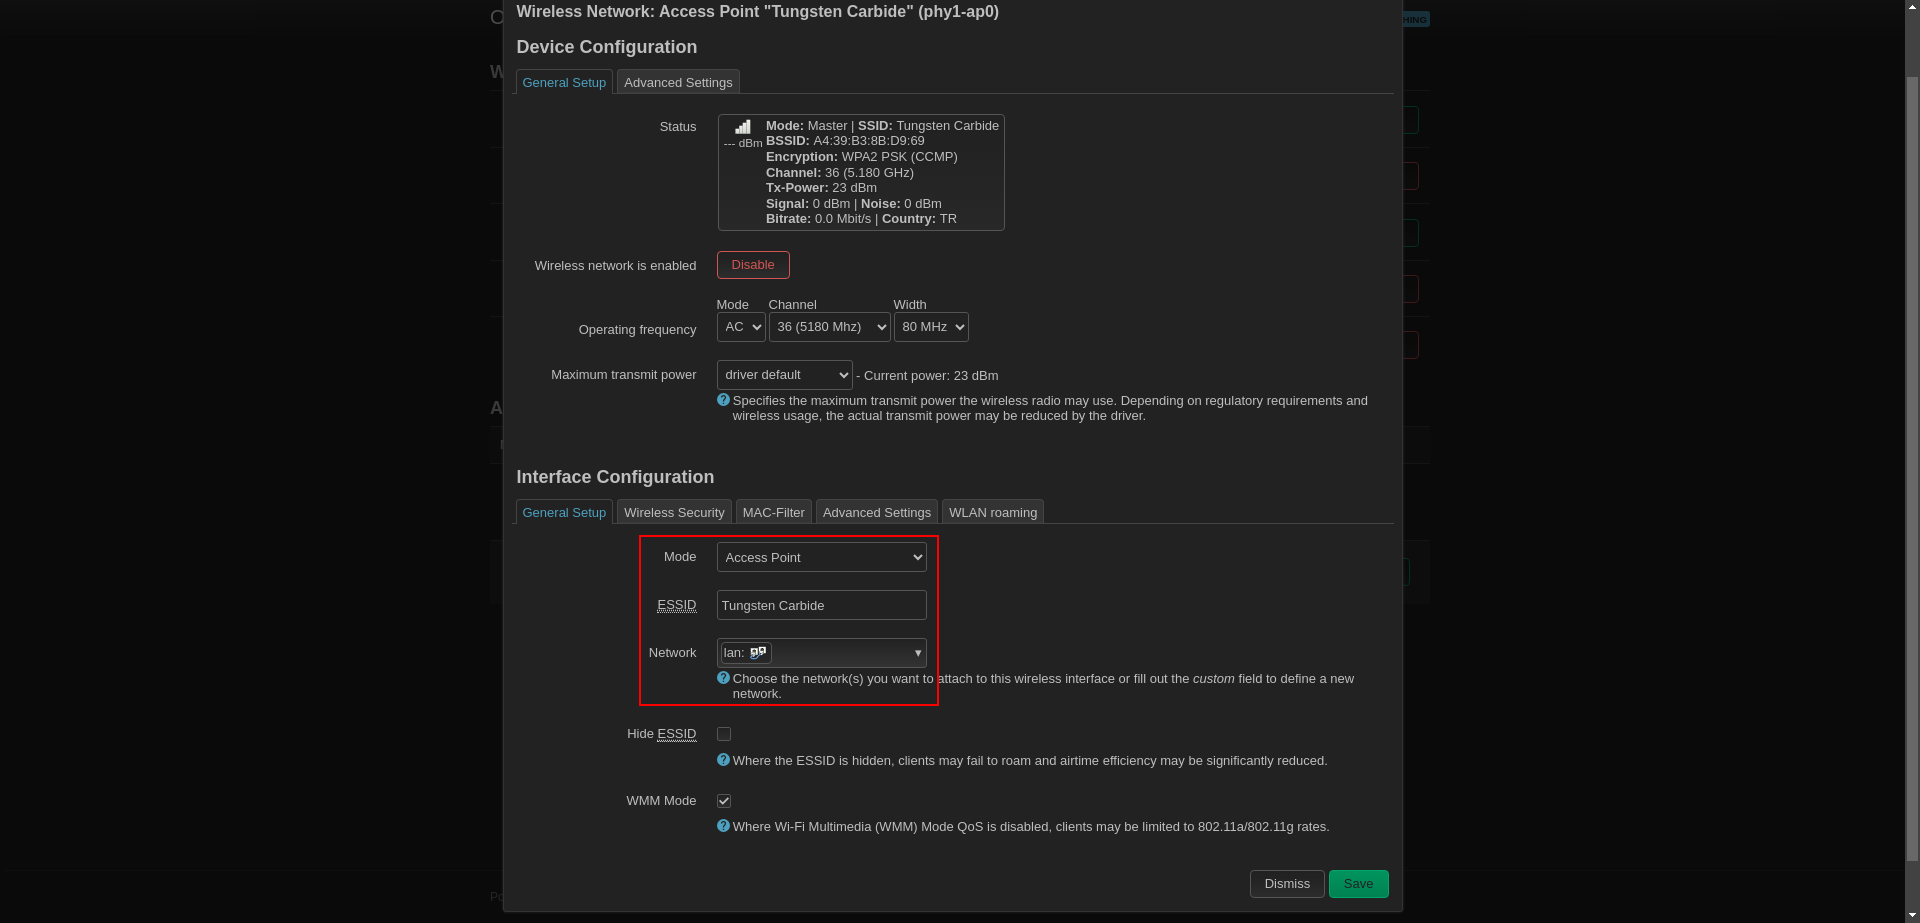 Wireless Network: Access Point "Tungsten Carbide" (phy1-ap0)
HING
Device Configuration
General Setup Advanced Settings
Status
--- dBm
Mode: Master | SSID: Tungsten Carbide
BSSID: A4:39:B3:8B:D9:69
Encryption: WPA2 PSK (CCMP)
Channel: 36 (5.180 GHz)
Tx-Power: 23 dBm
Signal: 0 dBm | Noise: 0 dBm
Bitrate: 0.0 Mbit/s | Country: TR
Wireless network is enabled Disable
Mode Channel Width
Operating frequency AC 36 (5180 Mhz) 80 MHz
Maximum transmit power driver default - Current power: 23 dBm
Specifies the maximum transmit power the wireless radio may use. Depending on regulatory requirements and
wireless usage, the actual transmit power may be reduced by the driver.
Interface Configuration
General Setup Wireless Security MAC-Filter Advanced Settings WLAN roaming
Mode Access Point
ESSID Tungsten Carbide
Network lan:
Choose the network(s) you want to attach to this wireless interface or fill out the custom field to define a new
network.
Hide ESSID
Where the ESSID is hidden, clients may fail to roam and airtime efficiency may be significantly reduced.
WMM Mode
Where Wi-Fi Multimedia (WMM) Mode QoS is disabled, clients may be limited to 802.11a/802.11g rates.
Dismiss Save